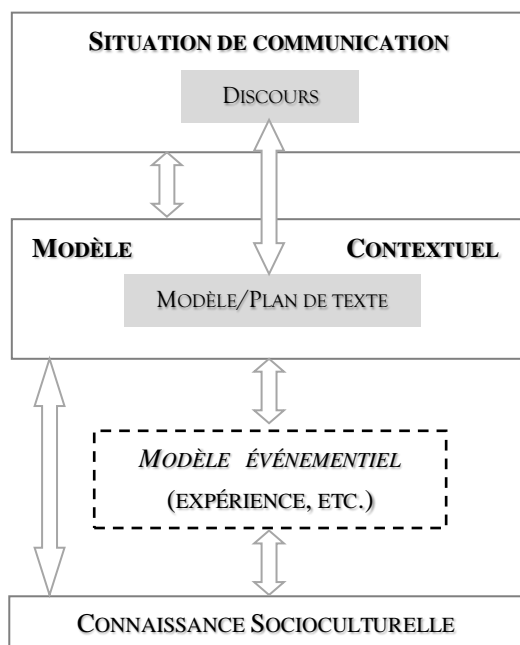 SITUATION DE COMMUNICATION
DISCOURS
MODÈLE CONTEXTUEL
MODÈLE/PLAN DE TEXTE
MODÈLE ÉVÉNEMENTIEL
(EXPÉRIENCE, ETC.)
CONNAISSANCE SOCIOCULTURELLE